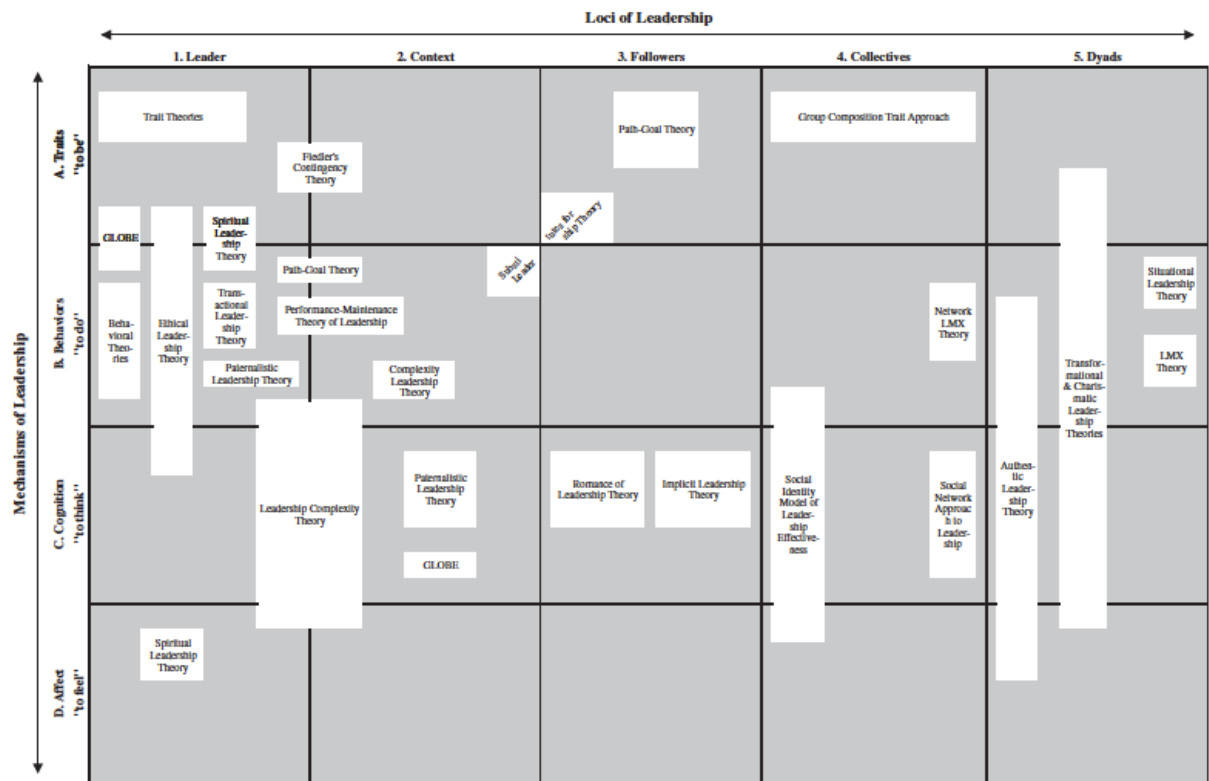 Loci of Leadership
1. Leader
2. Context
3. Followers
4. Collectives
5. Dyads
Mechanisms of Leadership
A. Traits
"to be"
Trait Theories
Fiedler's
Contingency
Theory
Path-Goal Theory
Group Composition Trait Approach
GLOBE
Spiritual
Leader-
ship
Theory
for
ship Theory
B. Behaviors
"to do"
Beha-
vioral
Theo-
ries
Ethical
Leader-
ship
Theory
Trans-
actional
Leader-
ship
Theory
Paternalistic
Leadership Theory
Path-Goal Theory
Performance-Maintenance
Theory of Leadership
Complexity
Leadership
Theory
Leader
Network
LMX
Theory
Situational
Leadership
Theory
LMX
Theory
Transfor-
mational
& Charis-
matic
Leader-
ship
Theories
C. Cognition
"to think"
Leadership Complexity
Theory
Paternalistic
Leadership
Theory
GLOBE
Romance of
Leadership Theory
Implicit Leadership
Theory
Social
Identity
Model of
Leader-
ship
Effective-
ness
Social
Network
Approac
h to
Leader-
ship
Authen-
tic
Leader-
ship
Theory
D. Affect
"to feel"
Spiritual
Leadership
Theory